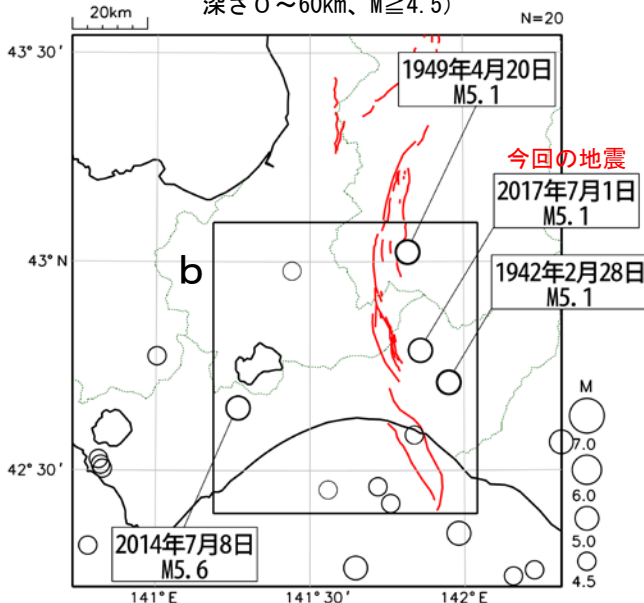 深さ0～60km、M≧4.5)
20km
N=20
43°30′
1949年4月20日
M5.1
今回の地震
2017年7月1日
M5.1
43°N
b
1942年2月28日
M5.1
M
7.0
6.0
5.0
4.5
42°30′
2014年7月8日
M5.6
141°E
141°30′
142°E